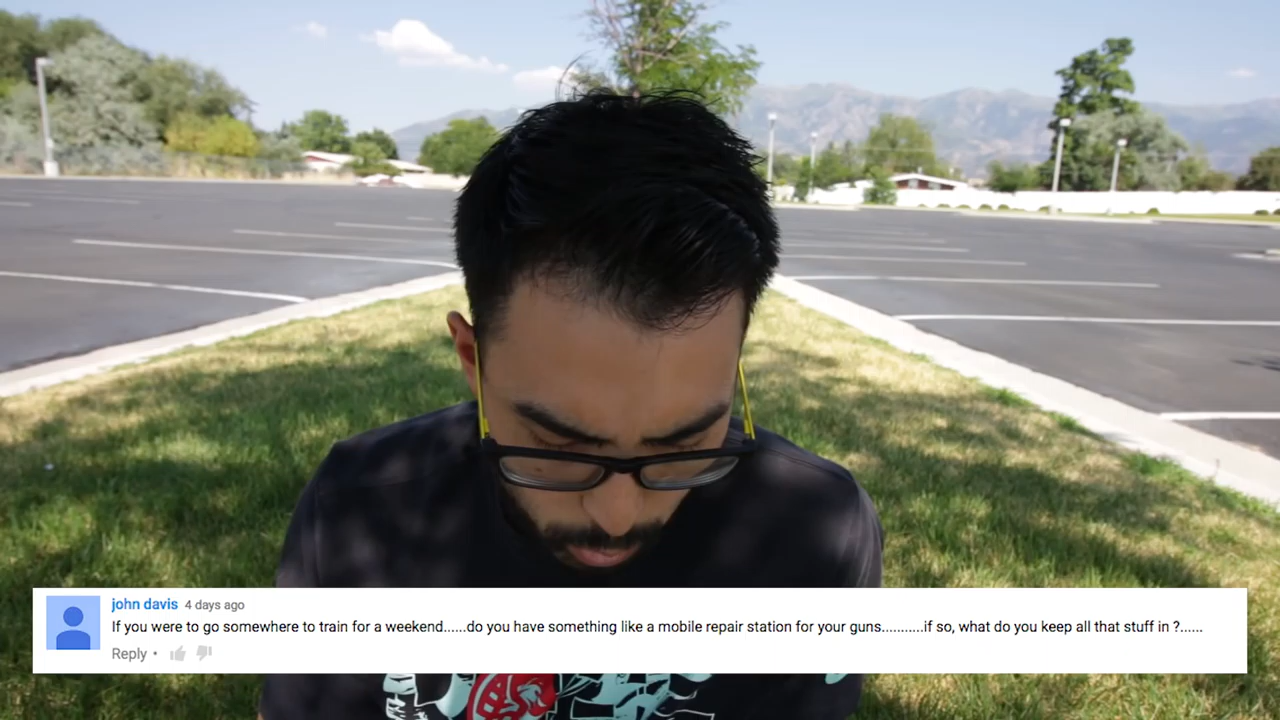 john davis 4 days ago
If you were to go somewhere to train for a weekend......do you have something like a mobile repair station for your guns...........if so, what do you keep all that stuff in ?......
Reply •